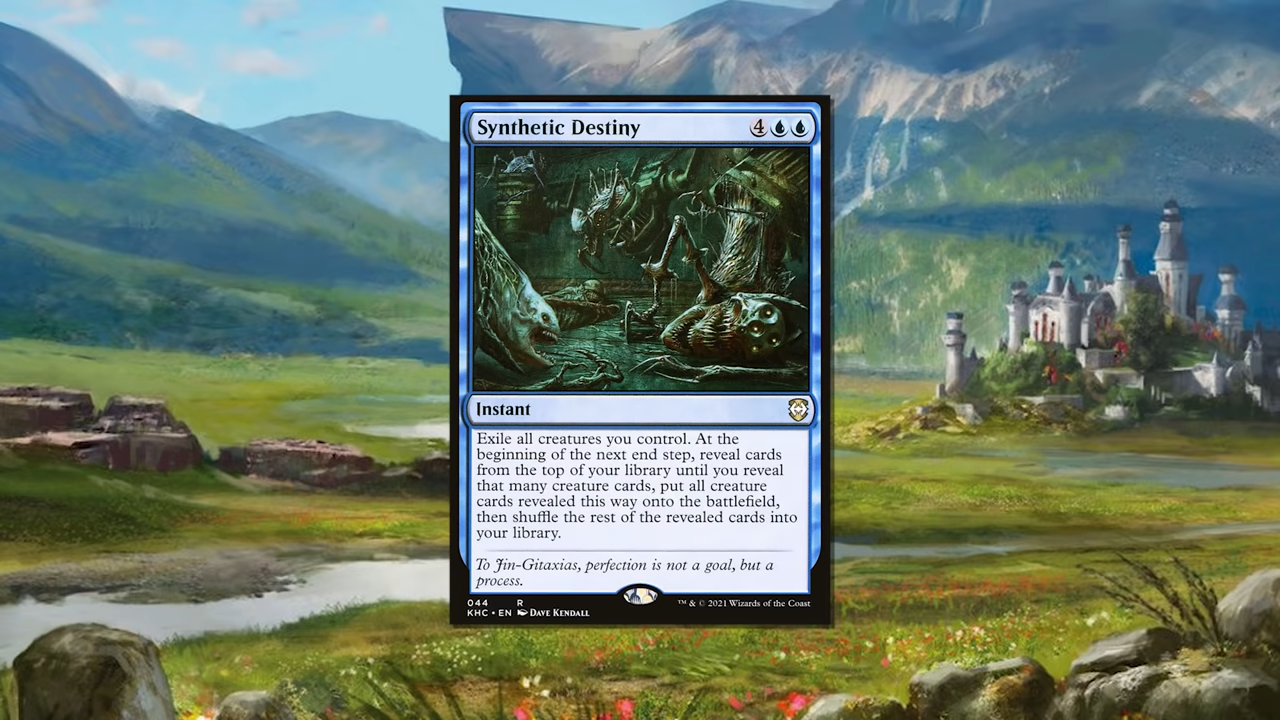 Synthetic Destiny 4
Instant
Exile all creatures you control. At the
beginning of the next end step, reveal cards
from the top of your library until you reveal
that many creature cards, put all creature
cards revealed this way onto the battlefield,
then shuffle the rest of the revealed cards into
your library.
To Jin-Gitaxias, perfection is not a goal, but a
process.
044 R
KHC • EN Dave Kendall
™ & © 2021 Wizards of the Coast